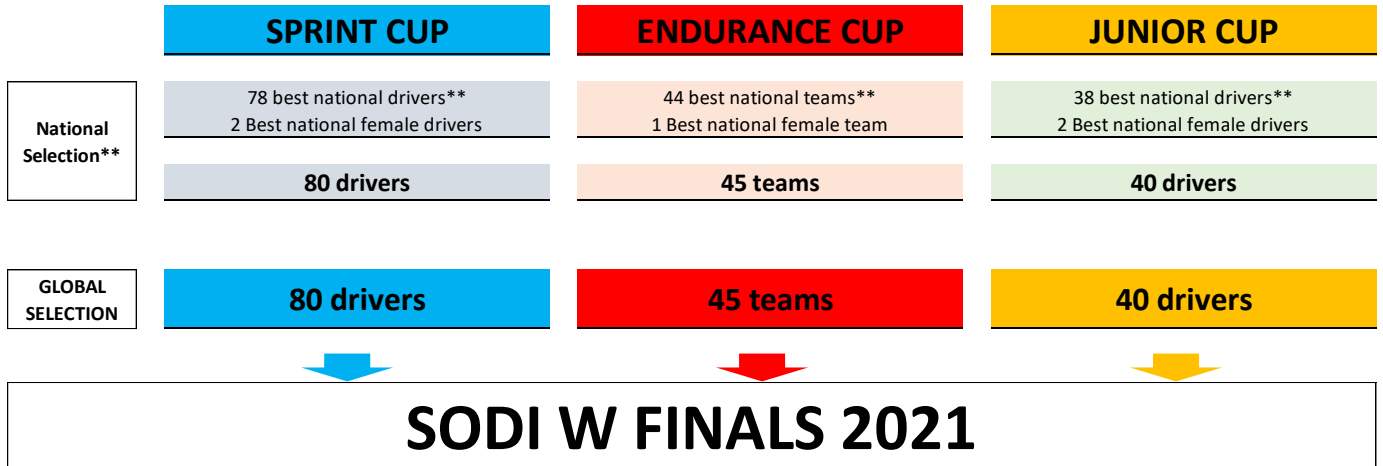 SPRINT CUP
ENDURANCE CUP
JUNIOR CUP
National
Selection**
78 best national drivers**
2 Best national female drivers
44 best national teams**
1 Best national female team
38 best national drivers**
2 Best national female drivers
80 drivers
45 teams
40 drivers
GLOBAL
SELECTION
80 drivers
45 teams
40 drivers
SODI W FINALS 2021